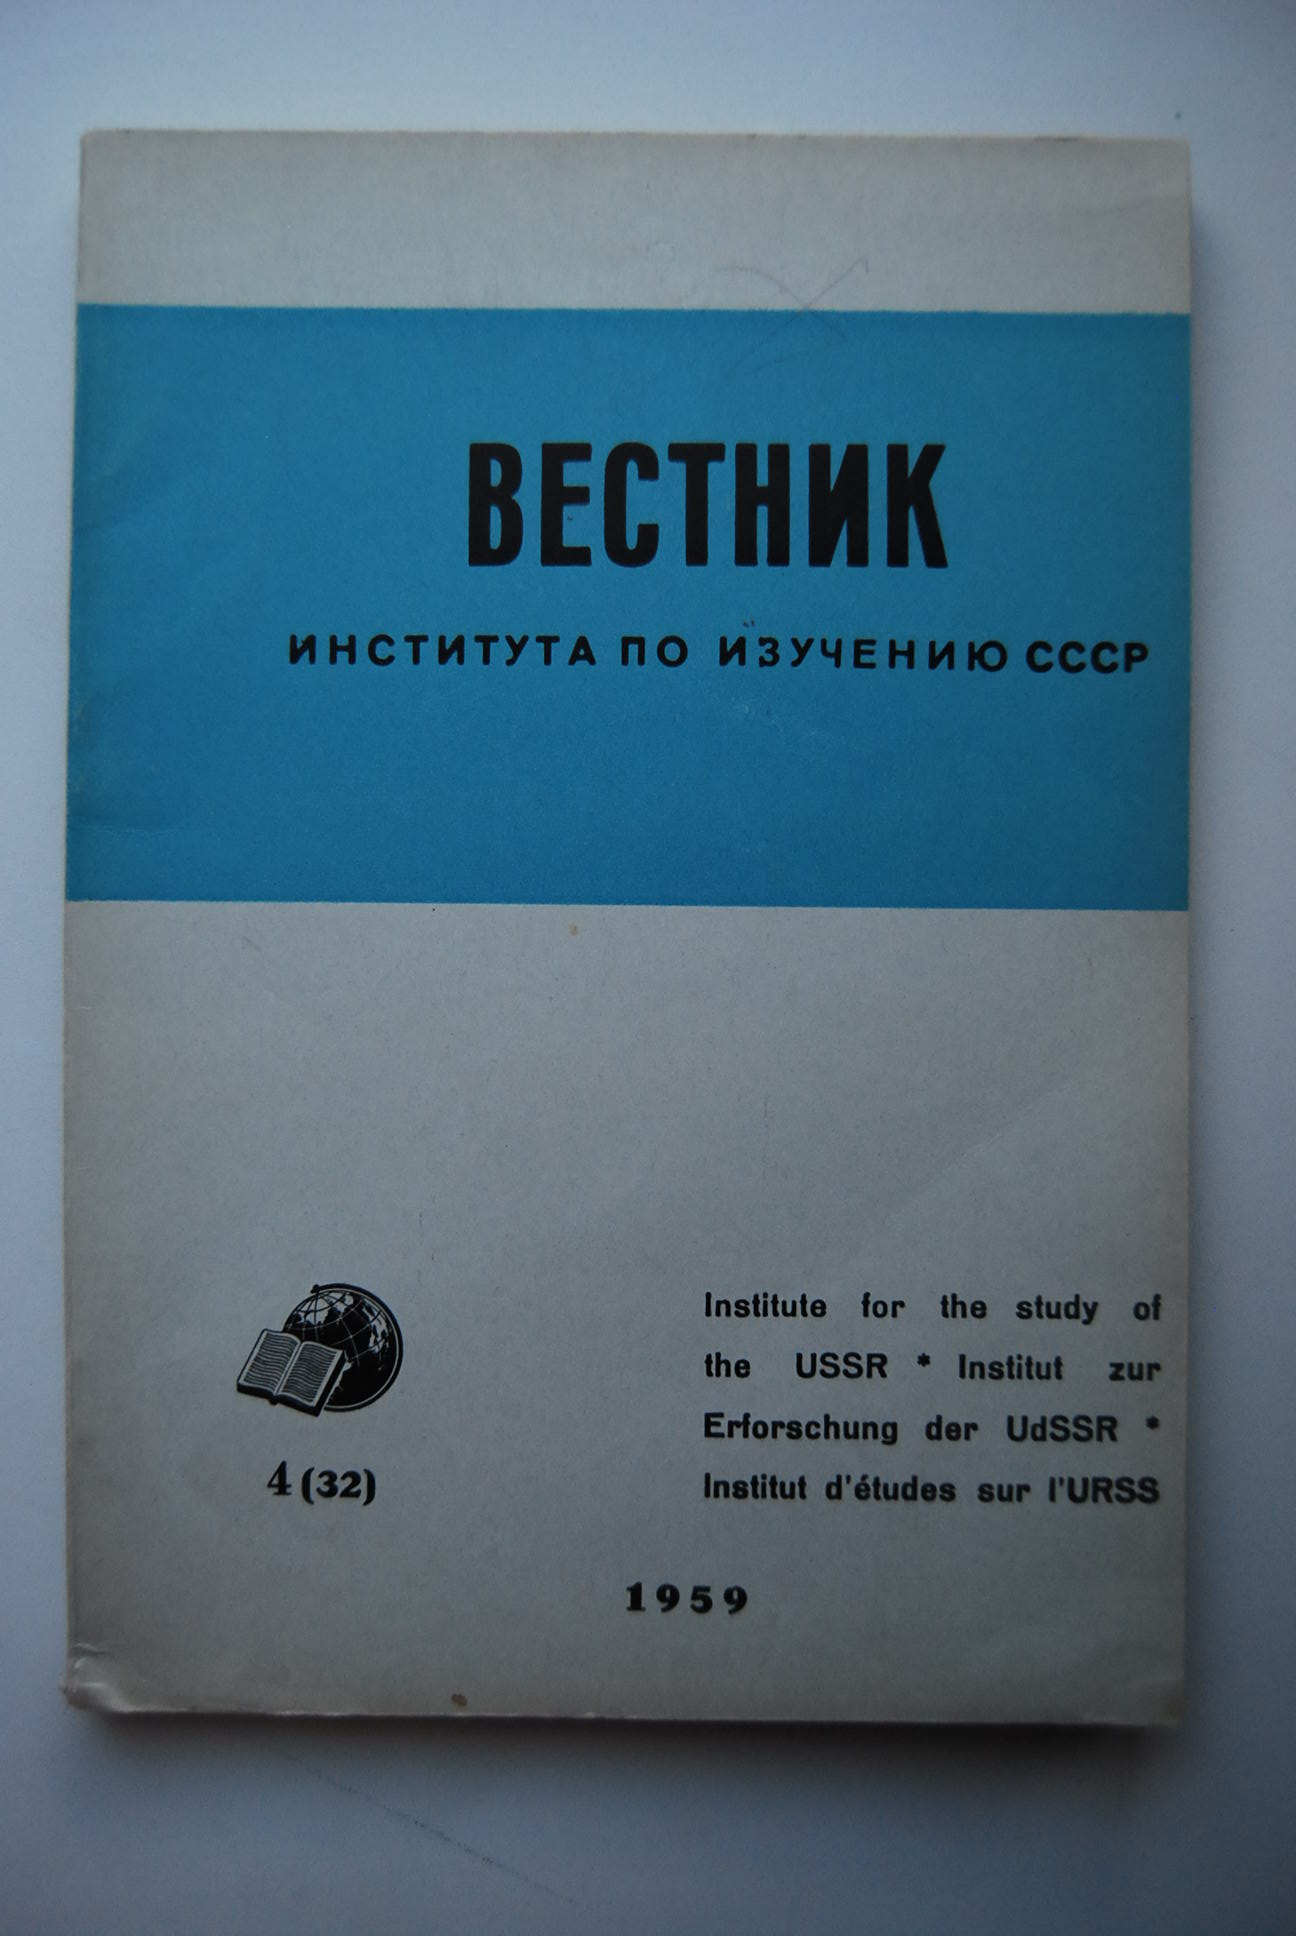 ВЕСТНИК
ИНСТИТУТА ПО ИЗУЧЕНИЮ СССР
Institute for the study of
the USSR * Institut zur
Erforschung der UdSSR *
Institut d'études sur l'URSS
4 (32)
1959